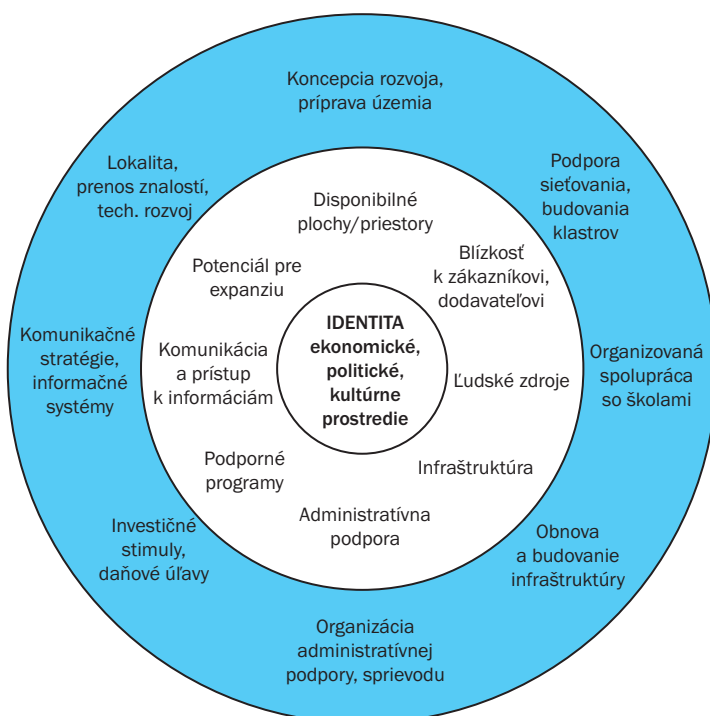 Koncepcia rozvoja,
príprava územia
Podpora
sieťovania,
budovania
klastrov
Organizovaná
spolupráca
so školami
Obnova
a budovanie
infraštruktúry
Organizácia
administratívnej
podpory, sprievodu
Investičné
stimuly,
daňové úľavy
Komunikačné
stratégie,
informačné
systémy
Lokalita,
prenos znalostí,
tech. rozvoj
Disponibilné
plochy/priestory
Blízkosť
k zákazníkovi,
dodavateľovi
Ľudské zdroje
Infraštruktúra
Administratívna
podpora
Podporné
programy
Komunikácia
a prístup
k informáciám
Potenciál pre
expanziu
IDENTITA
ekonomické,
politické,
kultúrne
prostredie